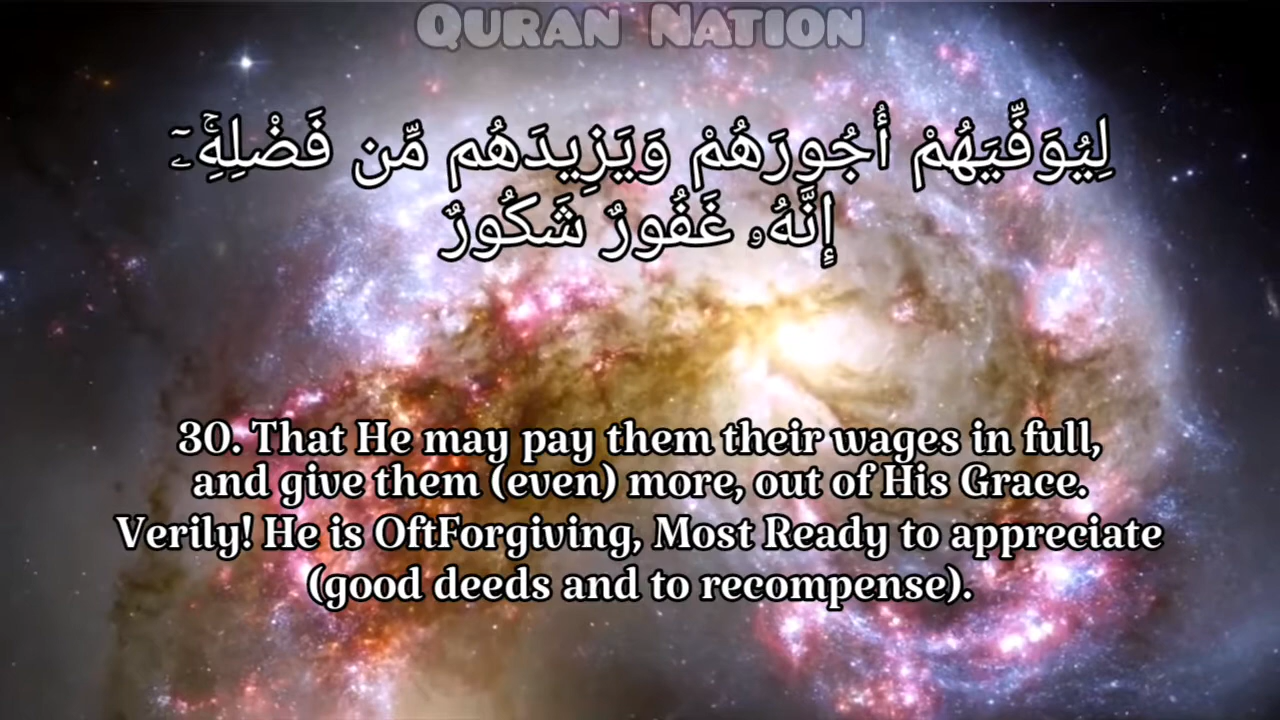 QURAN NATION
لِيُوَفِّيَهُمْ أُجُورَهُمْ وَيَزِيدَهُم مِّن فَضْلِهِۦٓ ۚ
إِنَّهُۥ غَفُورٌ شَكُورٌ
30. That He may pay them their wages in full,
and give them (even) more, out of His Grace.
Verily! He is OftForgiving, Most Ready to appreciate
(good deeds and to recompense).